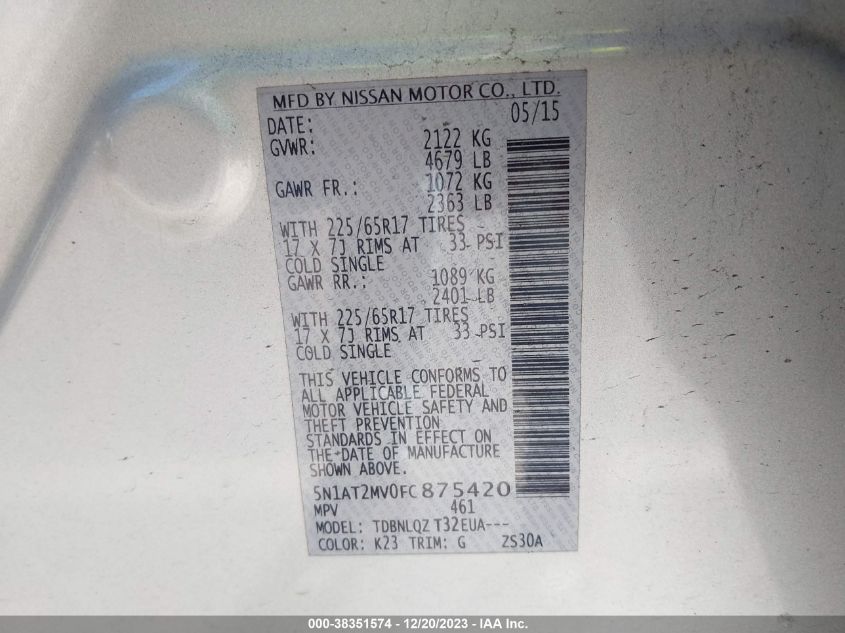 MFD BY NISSAN MOTOR CO., LTD.
DATE: 05/15
GVWR: 2122 KG
4679 LB
GAWR FR.: 1072 KG
2363 LB
WITH 225/65R17 TIRES
17 X 7J RIMS AT 33 PSI
COLD SINGLE
GAWR RR.: 1089 KG
2401 LB
WITH 225/65R17 TIRES
17 X 7J RIMS AT 33 PSI
COLD SINGLE
THIS VEHICLE CONFORMS TO
ALL APPLICABLE FEDERAL
MOTOR VEHICLE SAFETY AND
THEFT PREVENTION
STANDARDS IN EFFECT ON
THE DATE OF MANUFACTURE
SHOWN ABOVE.
5N1AT2MV0FC875420
MPV 461
MODEL: TDBNLQZ T32EUA---
COLOR: K23 TRIM: G ZS30A
000-38351574 - 12/20/2023 - IAA Inc.